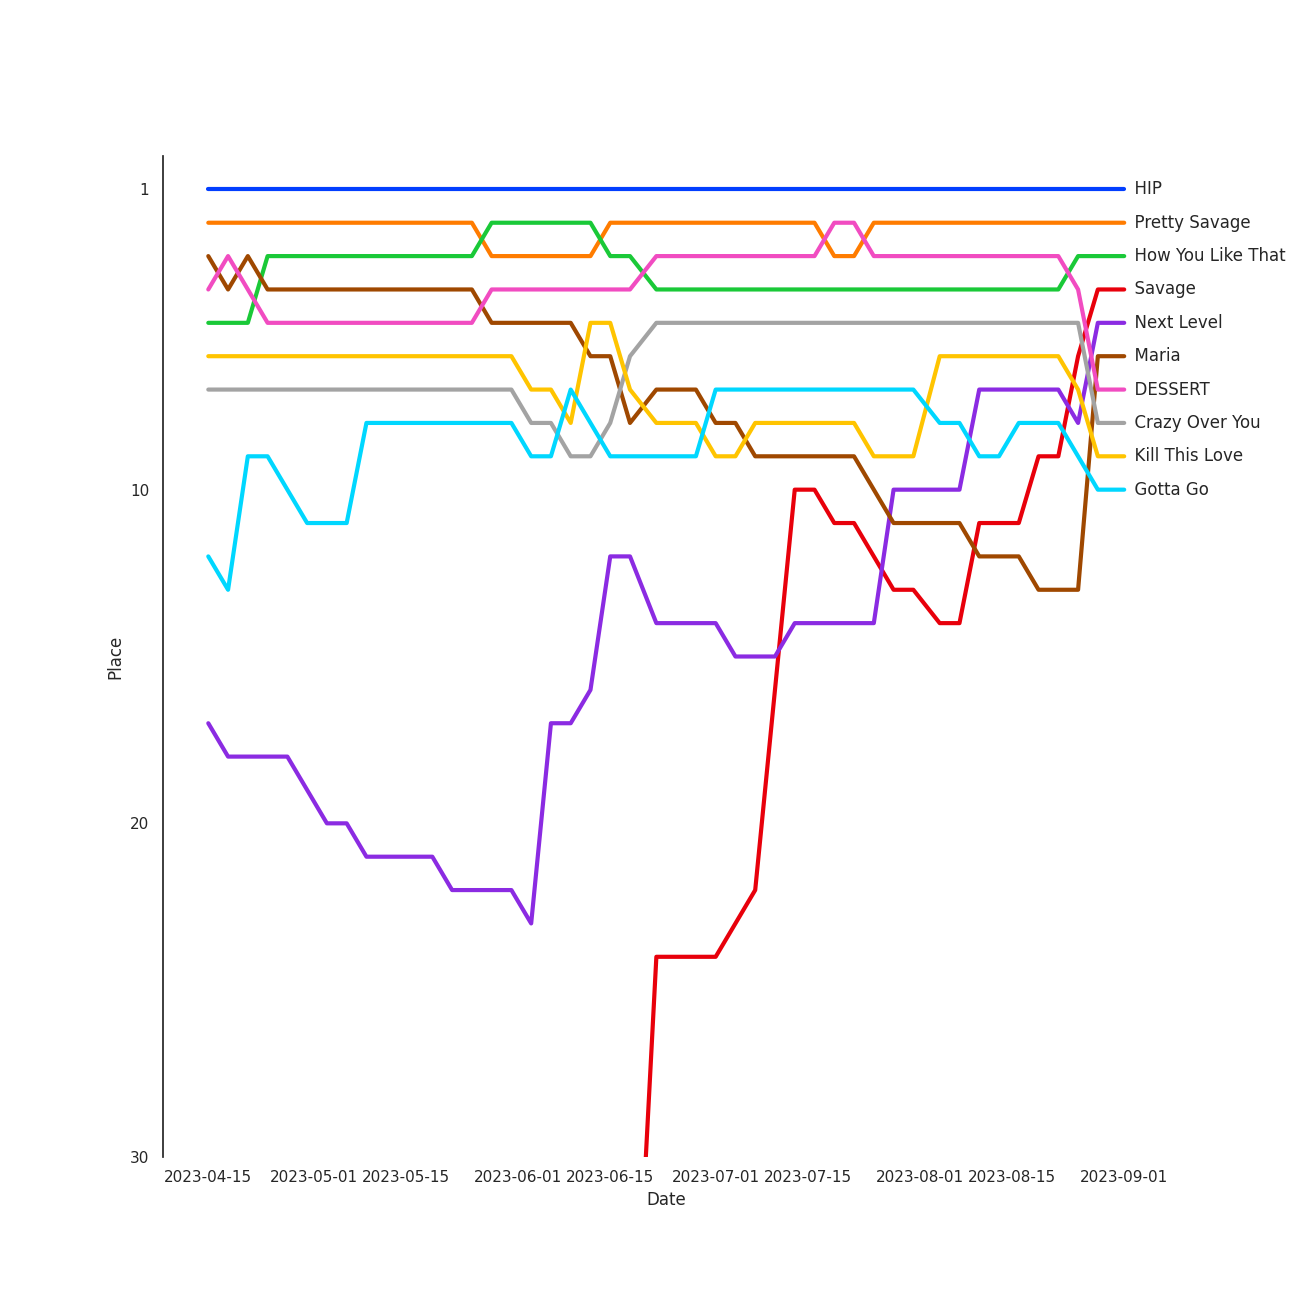 1
HIP
Pretty Savage
How You Like That
Savage
Next Level
Maria
DESSERT
Crazy Over You
Kill This Love
10
Gotta Go
Place
20
30
2023-04-15 2023-05-01 2023-05-15 2023-06-01 2023-06-15 2023-07-01 2023-07-15 2023-08-01 2023-08-15 2023-09-01
Date